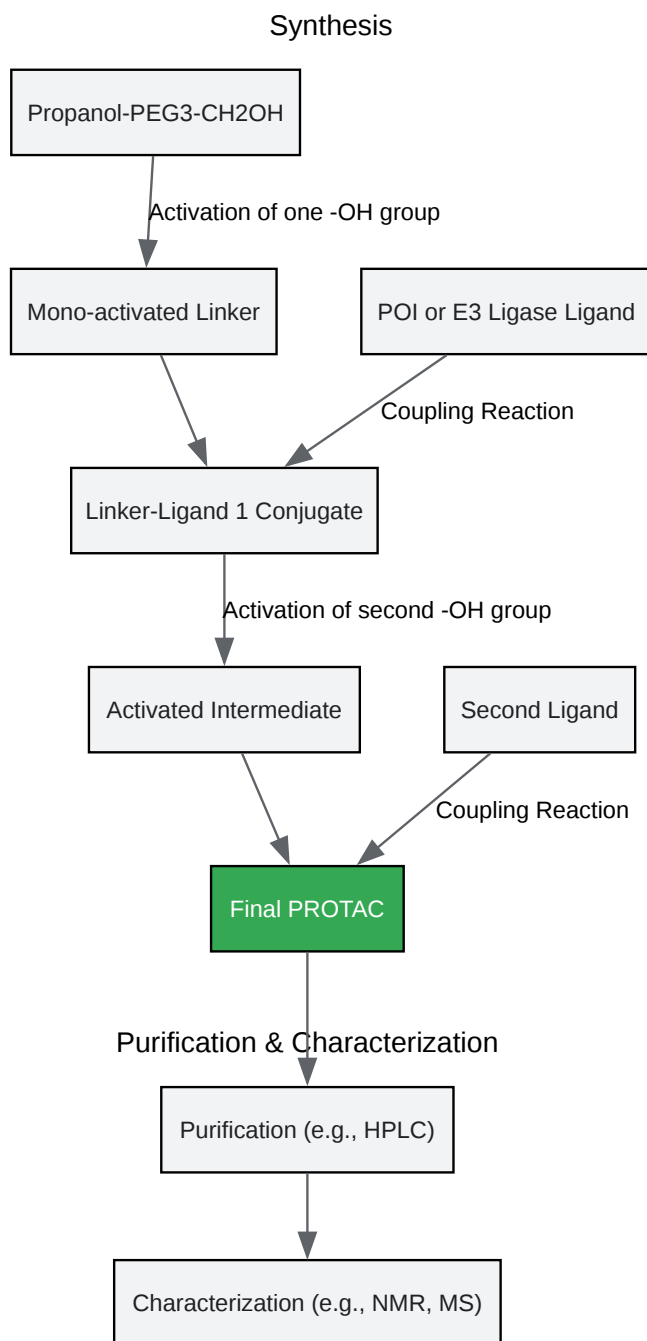 Synthesis
Propanol-PEG3-CH2OH
Activation of one -OH group
Mono-activated Linker
POI or E3 Ligase Ligand
Coupling Reaction
Linker-Ligand 1 Conjugate
Activation of second -OH group
Activated Intermediate
Second Ligand
Coupling Reaction
Final PROTAC
Purification & Characterization
Purification (e.g., HPLC)
Characterization (e.g., NMR, MS)